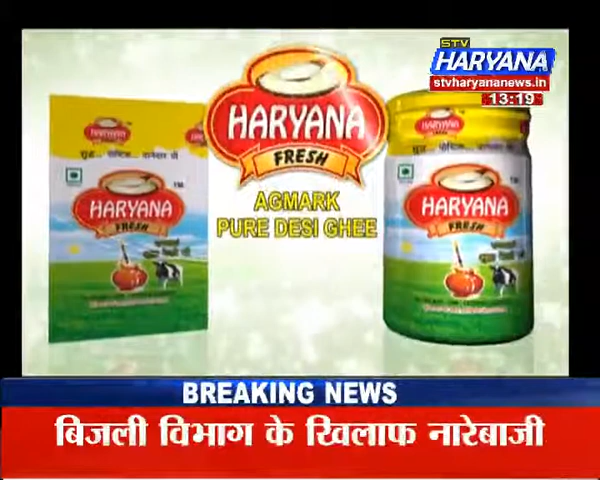 STV
HARYANA
stvharyananews.in
13:19
HARYANA
FRESH
AGMARK
PURE DESI GHEE
HARYANA
FRESH
HARYANA
FRESH
BREAKING NEWS
बिजली विभाग के खिलाफ नारेबाजी